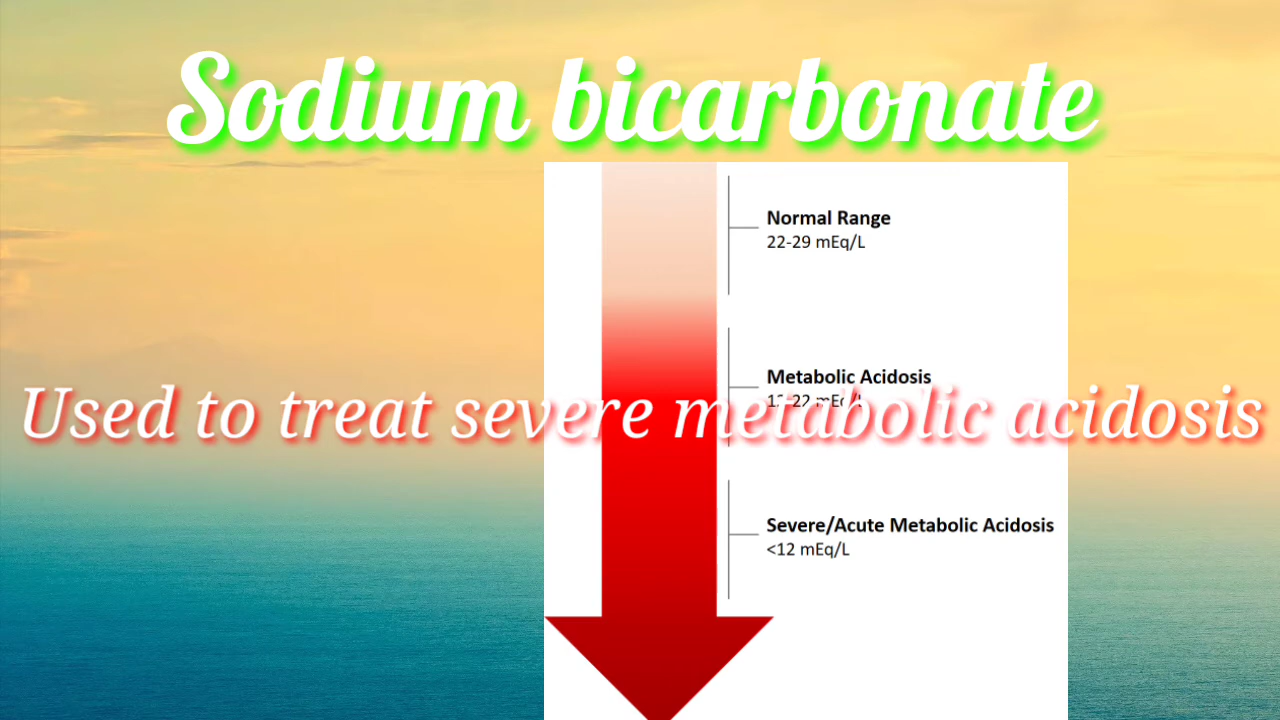 Sodium bicarbonate
Normal Range
22-29 mEq/L
Metabolic Acidosis
Used to treat severe metabolic acidosis
Severe/Acute Metabolic Acidosis
<12 mEq/L